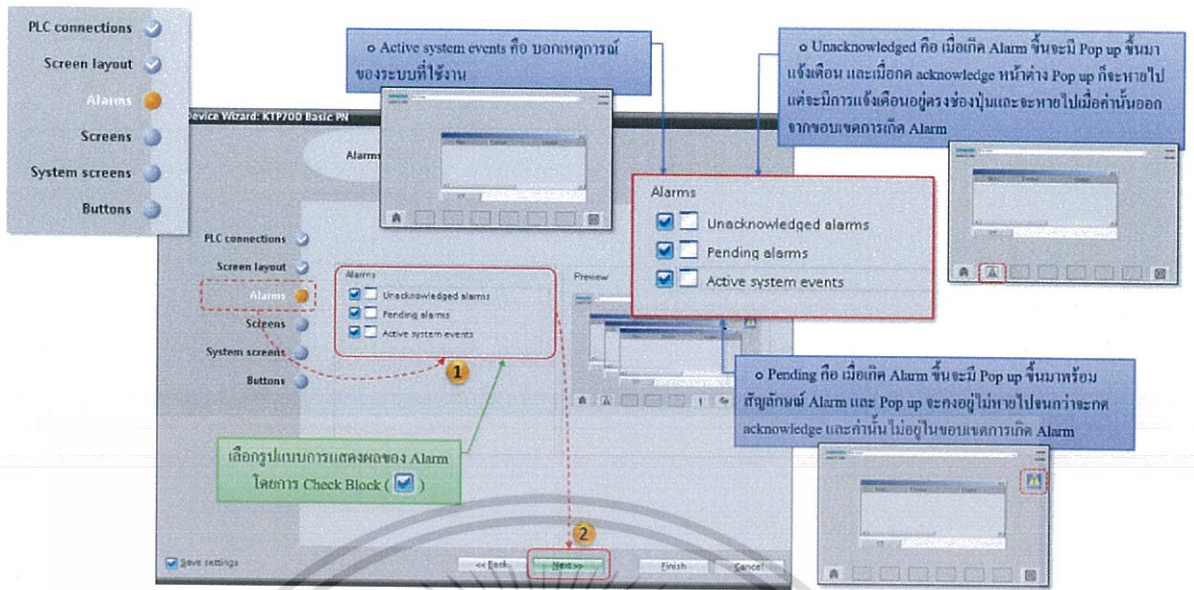 PLC connections
Screen layout
Alarms
Screens
System screens
Buttons
o Active system events คือ บอกเหตุการณ์
ของระบบที่ใช้งาน
o Unacknowledged คือ เมื่อเกิด Alarm ขึ้นจะมี Pop up ขึ้นมา
แจ้งเตือน และเมื่อกด acknowledge หน้าต่าง Pop up ก็จะหายไป
แต่จะมีการแจ้งเตือนอยู่ตรงช่องปุ่มและจะหายไปเมื่อค่านั้นออก
จากขอบเขตการเกิด Alarm
Device Wizard: KTP700 Basic PN
Alarms
PLC connections
Screen layout
Alarms
Screens
System screens
Buttons
Alarms
Unacknowledged alarms
Pending alarms
Active system events
1
Preview
Alarms
Unacknowledged alarms
Pending alarms
Active system events
o Pending คือ เมื่อเกิด Alarm ขึ้นจะมี Pop up ขึ้นมาพร้อม
สัญลักษณ์ Alarm และ Pop up จะคงอยู่ไม่หายไปจนกว่าจะกด
acknowledge และค่านั้นไม่อยู่ในขอบเขตการเกิด Alarm
เลือกรูปแบบการแสดงผลของ Alarm
โดยการ Check Block ( )
2
Save settings
<< Back
Next >>
Finish
Cancel